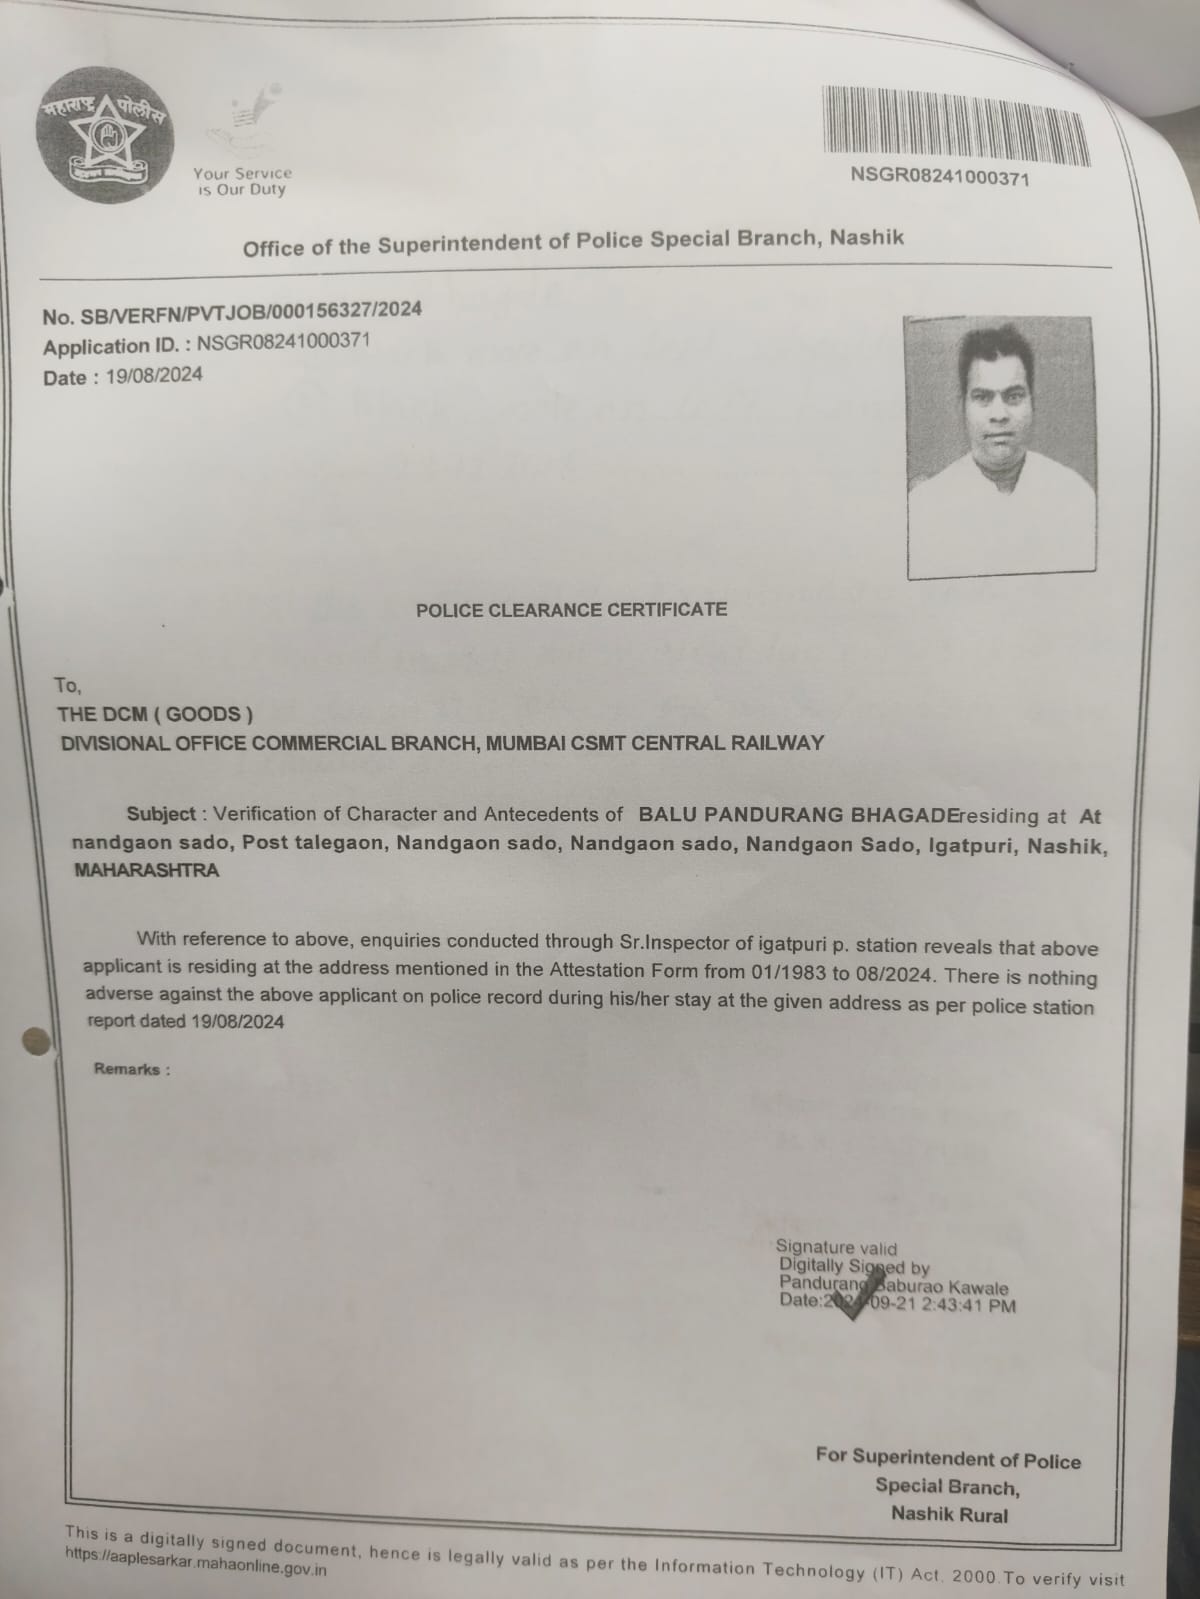 महाराष्ट्र पोलीस
Your Service
is Our Duty
NSGR08241000371
Office of the Superintendent of Police Special Branch, Nashik
No. SB/VERFN/PVTJOB/000156327/2024
Application ID. : NSGR08241000371
Date : 19/08/2024
POLICE CLEARANCE CERTIFICATE
To,
THE DCM ( GOODS )
DIVISIONAL OFFICE COMMERCIAL BRANCH, MUMBAI CSMT CENTRAL RAILWAY
Subject : Verification of Character and Antecedents of BALU PANDURANG BHAGADEresiding at At
nandgaon sado, Post talegaon, Nandgaon sado, Nandgaon sado, Nandgaon Sado, Igatpuri, Nashik,
MAHARASHTRA
With reference to above, enquiries conducted through Sr.Inspector of igatpuri p. station reveals that above
applicant is residing at the address mentioned in the Attestation Form from 01/1983 to 08/2024. There is nothing
adverse against the above applicant on police record during his/her stay at the given address as per police station
report dated 19/08/2024
Remarks :
Signature valid
Digitally Signed by
Pandurang Baburao Kawale
Date:2024-09-21 2:43:41 PM
For Superintendent of Police
Special Branch,
Nashik Rural
This is a digitally signed document, hence is legally valid as per the Information Technology (IT) Act. 2000.To verify visit
https://aaplesarkar.mahaonline.gov.in